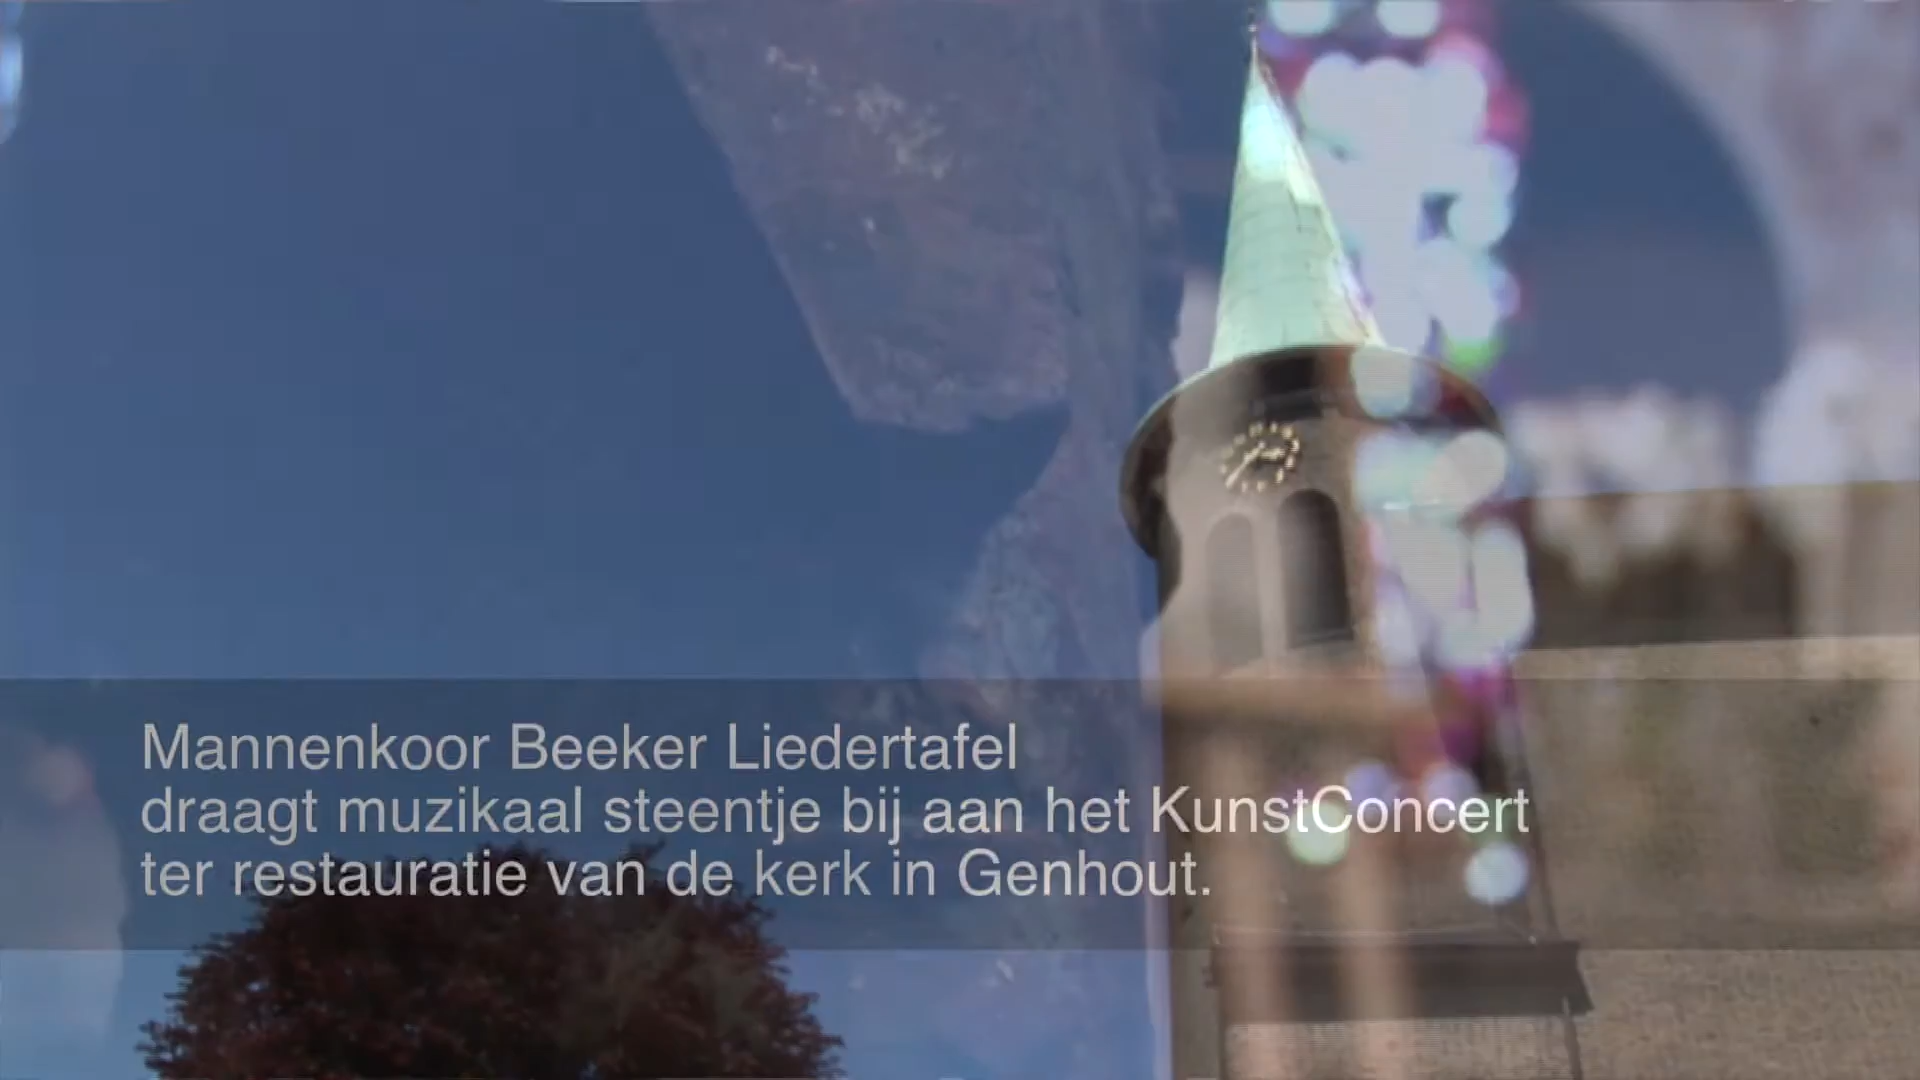 Mannenkoor Beeker Liedertafel
draagt muzikaal steentje bij aan het KunstConcert
ter restauratie van de kerk in Genhout.